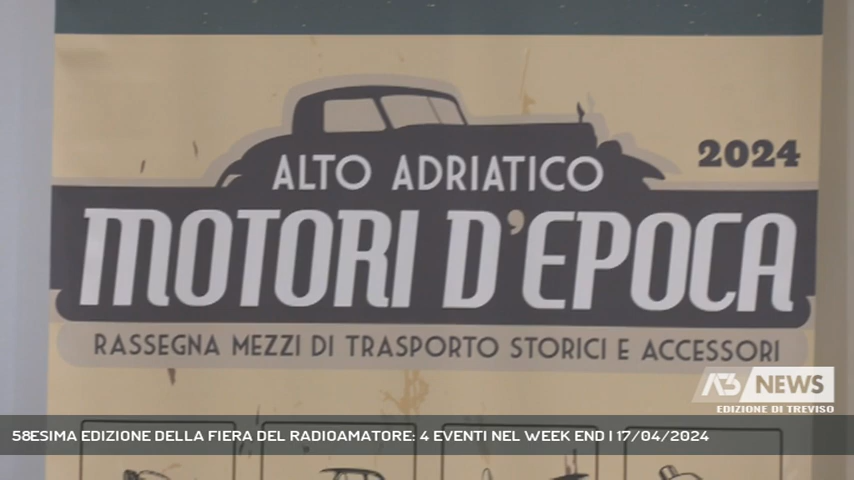 2024
ALTO ADRIATICO
MOTORI D'EPOCA
RASSEGNA MEZZI DI TRASPORTO STORICI E ACCESSORI
A3 NEWS
EDIZIONE DI TREVISO
58ESIMA EDIZIONE DELLA FIERA DEL RADIOAMATORE: 4 EVENTI NEL WEEK END | 17/04/2024